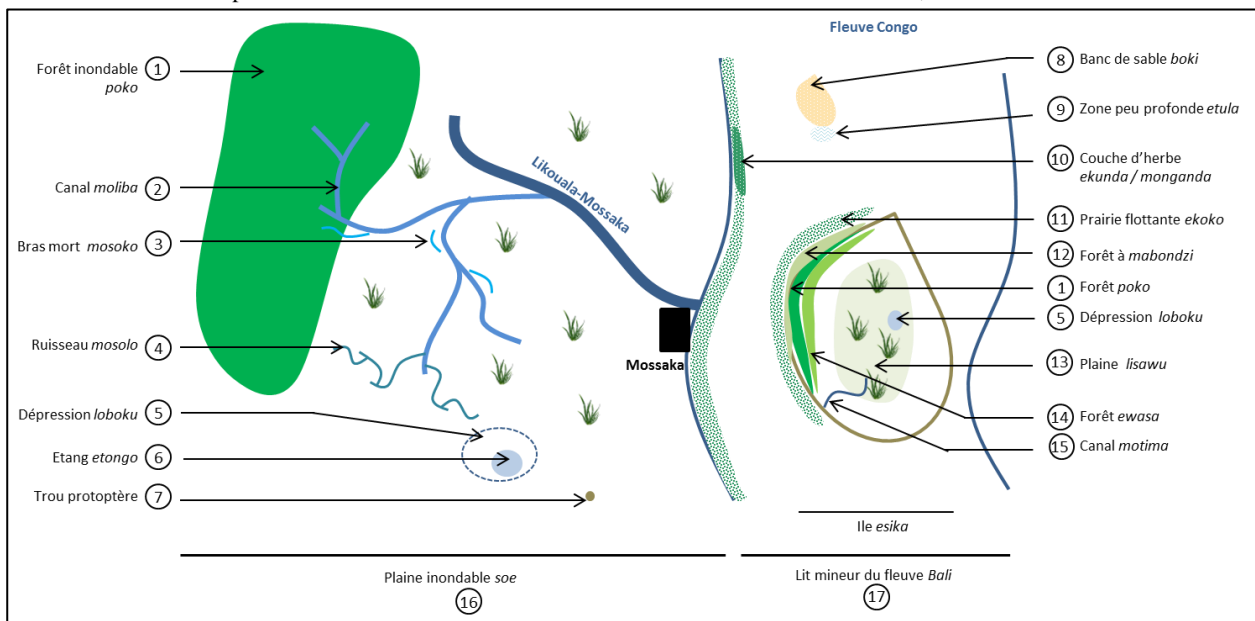 Fleuve Congo
Forêt inondable
poko
1
Canal moliba
2
Bras mort mosoko
3
Ruisseau mosolo
4
Dépression loboku
5
Etang etongo
6
Trou protoptère
7
Likouala-Mossaka
Mossaka
8
Banc de sable boki
9
Zone peu profonde etula
10
Couche d'herbe
ekunda / monganda
11
Prairie flottante ekoko
12
Forêt à mabondzi
1
Forêt poko
5
Dépression loboku
13
Plaine lisawu
14
Forêt ewasa
15
Canal motima
Ile esika
Plaine inondable soe
16
Lit mineur du fleuve Bali
17